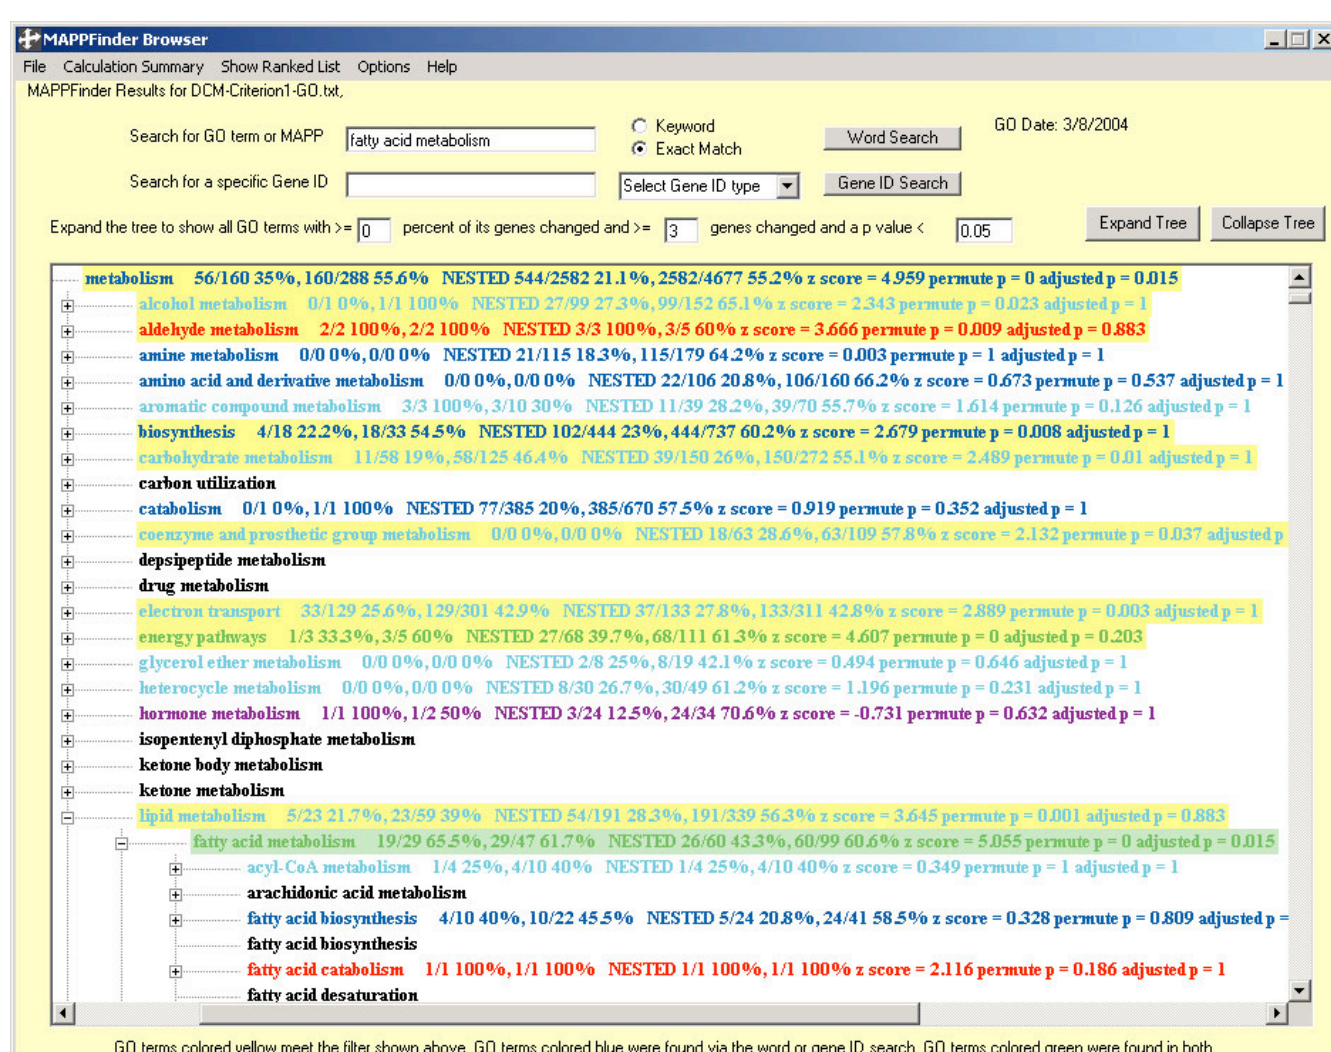 MAPPFinder Browser
File Calculation Summary Show Ranked List Options Help
MAPPFinder Results for DCM-Criterion1-GO.txt,
Search for GO term or MAPP fatty acid metabolism Keyword Exact Match Word Search GO Date: 3/8/2004
Search for a specific Gene ID Select Gene ID type Gene ID Search
Expand the tree to show all GO terms with >= 0 percent of its genes changed and >= 3 genes changed and a p value < 0.05 Expand Tree Collapse Tree
metabolism 56/160 35%, 160/288 55.6% NESTED 544/2582 21.1%, 2582/4677 55.2% z score = 4.959 permute p = 0 adjusted p = 0.015
alcohol metabolism 0/1 0%, 1/1 100% NESTED 27/99 27.3%, 99/152 65.1% z score = 2.343 permute p = 0.023 adjusted p = 1
aldehyde metabolism 2/2 100%, 2/2 100% NESTED 3/3 100%, 3/5 60% z score = 3.666 permute p = 0.009 adjusted p = 0.883
amine metabolism 0/0 0%, 0/0 0% NESTED 21/115 18.3%, 115/179 64.2% z score = 0.003 permute p = 1 adjusted p = 1
amino acid and derivative metabolism 0/0 0%, 0/0 0% NESTED 22/106 20.8%, 106/160 66.2% z score = 0.673 permute p = 0.537 adjusted p = 1
aromatic compound metabolism 3/3 100%, 3/10 30% NESTED 11/39 28.2%, 39/70 55.7% z score = 1.614 permute p = 0.126 adjusted p = 1
biosynthesis 4/18 22.2%, 18/33 54.5% NESTED 102/444 23%, 444/737 60.2% z score = 2.679 permute p = 0.008 adjusted p = 1
carbohydrate metabolism 11/58 19%, 58/125 46.4% NESTED 39/150 26%, 150/272 55.1% z score = 2.489 permute p = 0.01 adjusted p = 1
carbon utilization
catabolism 0/1 0%, 1/1 100% NESTED 77/385 20%, 385/670 57.5% z score = 0.919 permute p = 0.352 adjusted p = 1
coenzyme and prosthetic group metabolism 0/0 0%, 0/0 0% NESTED 18/63 28.6%, 63/109 57.8% z score = 2.132 permute p = 0.037 adjusted p
depsipeptide metabolism
drug metabolism
electron transport 33/129 25.6%, 129/301 42.9% NESTED 37/133 27.8%, 133/311 42.8% z score = 2.889 permute p = 0.003 adjusted p = 1
energy pathways 1/3 33.3%, 3/5 60% NESTED 27/68 39.7%, 68/111 61.3% z score = 4.607 permute p = 0 adjusted p = 0.203
glycerol ether metabolism 0/0 0%, 0/0 0% NESTED 2/8 25%, 8/19 42.1% z score = 0.494 permute p = 0.646 adjusted p = 1
heterocycle metabolism 0/0 0%, 0/0 0% NESTED 8/30 26.7%, 30/49 61.2% z score = 1.196 permute p = 0.231 adjusted p = 1
hormone metabolism 1/1 100%, 1/2 50% NESTED 3/24 12.5%, 24/34 70.6% z score = -0.731 permute p = 0.632 adjusted p = 1
isopentenyl diphosphate metabolism
ketone body metabolism
ketone metabolism
lipid metabolism 5/23 21.7%, 23/59 39% NESTED 54/191 28.3%, 191/339 56.3% z score = 3.645 permute p = 0.001 adjusted p = 0.883
fatty acid metabolism 19/29 65.5%, 29/47 61.7% NESTED 26/60 43.3%, 60/99 60.6% z score = 5.055 permute p = 0 adjusted p = 0.015
acyl-CoA metabolism 1/4 25%, 4/10 40% NESTED 1/4 25%, 4/10 40% z score = 0.349 permute p = 1 adjusted p = 1
arachidonic acid metabolism
fatty acid biosynthesis 4/10 40%, 10/22 45.5% NESTED 5/24 20.8%, 24/41 58.5% z score = 0.328 permute p = 0.809 adjusted p =
fatty acid biosynthesis
fatty acid catabolism 1/1 100%, 1/1 100% NESTED 1/1 100%, 1/1 100% z score = 2.116 permute p = 0.186 adjusted p = 1
fatty acid desaturation
GO terms colored yellow meet the filter shown above. GO terms colored blue were found via the word or gene ID search. GO terms colored green were found in both